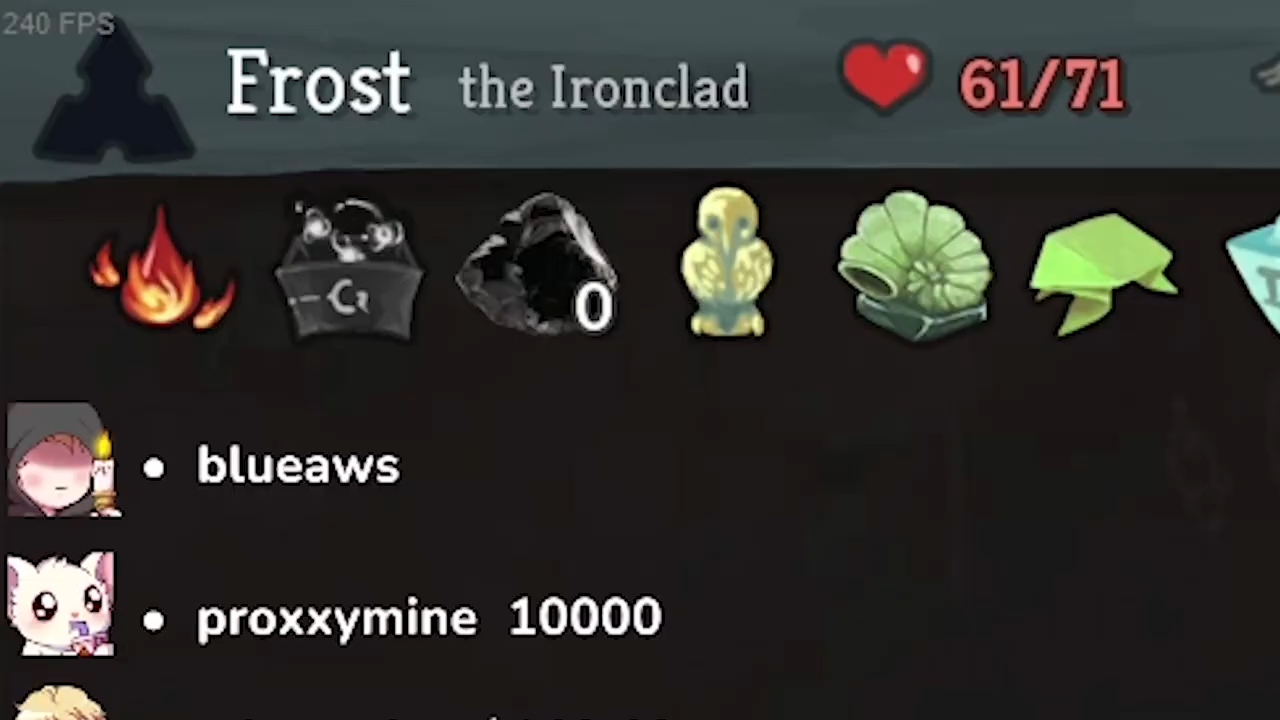 240 FPS
Frost the Ironclad 61/71
0
blueaws
proxxymine 10000